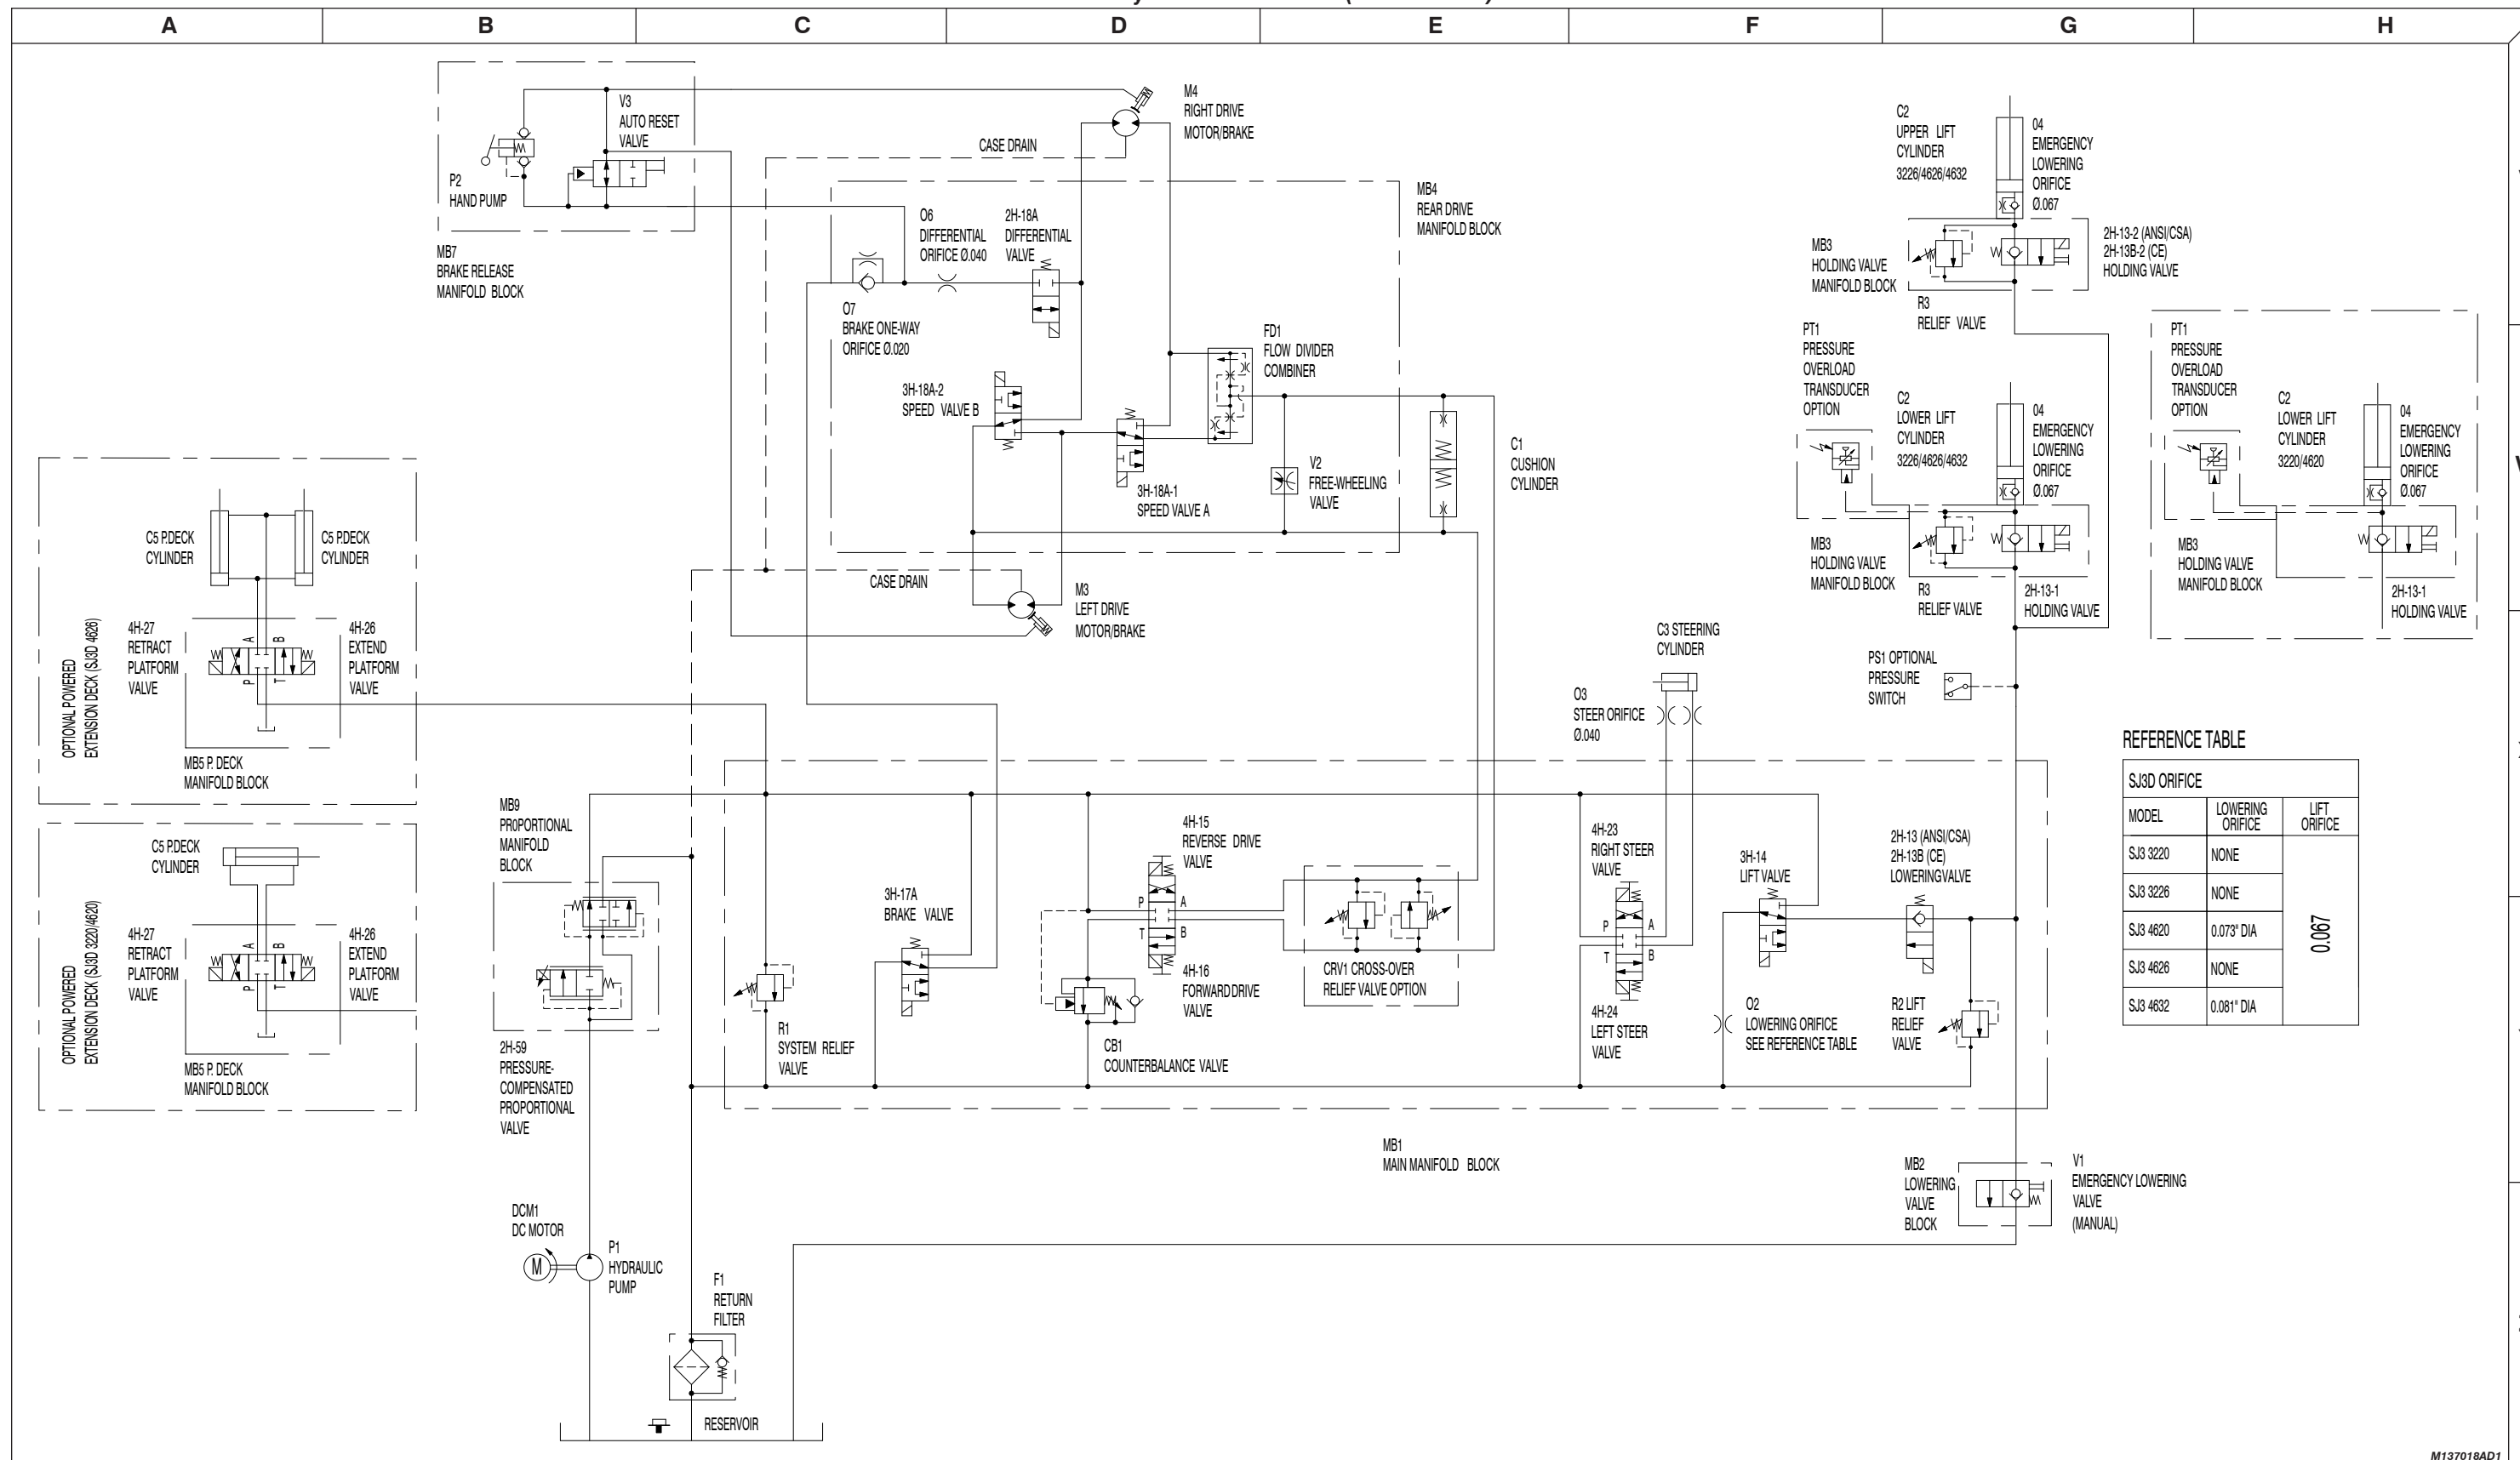 A
B
C
D
E
F
G
H
V3
AUTO RESET
VALVE
P2
HAND PUMP
MB7
BRAKE RELEASE
MANIFOLD BLOCK
M4
RIGHT DRIVE
MOTOR/BRAKE
CASE DRAIN
MB4
REAR DRIVE
MANIFOLD BLOCK
O6
DIFFERENTIAL
ORIFICE Ø.040
2H-18A
DIFFERENTIAL
VALVE
O7
BRAKE ONE-WAY
ORIFICE Ø.020
FD1
FLOW DIVIDER
COMBINER
3H-18A-2
SPEED VALVE B
3H-18A-1
SPEED VALVE A
V2
FREE-WHEELING
VALVE
C1
CUSHION
CYLINDER
CASE DRAIN
M3
LEFT DRIVE
MOTOR/BRAKE
C2
UPPER LIFT
CYLINDER
3226/4626/4632
04
EMERGENCY
LOWERING
ORIFICE
Ø.067
MB3
HOLDING VALVE
MANIFOLD BLOCK
2H-13-2 (ANSI/CSA)
2H-13B-2 (CE)
HOLDING VALVE
R3
RELIEF VALVE
PT1
PRESSURE
OVERLOAD
TRANSDUCER
OPTION
C2
LOWER LIFT
CYLINDER
3226/4626/4632
04
EMERGENCY
LOWERING
ORIFICE
Ø.067
MB3
HOLDING VALVE
MANIFOLD BLOCK
R3
RELIEF VALVE
2H-13-1
HOLDING VALVE
PT1
PRESSURE
OVERLOAD
TRANSDUCER
OPTION
C2
LOWER LIFT
CYLINDER
3220/4620
04
EMERGENCY
LOWERING
ORIFICE
Ø.067
MB3
HOLDING VALVE
MANIFOLD BLOCK
2H-13-1
HOLDING VALVE
C5 P.DECK
CYLINDER
C5 P.DECK
CYLINDER
4H-27
RETRACT
PLATFORM
VALVE
A
B
P
T
4H-26
EXTEND
PLATFORM
VALVE
OPTIONAL POWERED
EXTENSION DECK (SJ3D 4626)
MB5 P. DECK
MANIFOLD BLOCK
C5 P.DECK
CYLINDER
4H-27
RETRACT
PLATFORM
VALVE
A
B
P
T
4H-26
EXTEND
PLATFORM
VALVE
OPTIONAL POWERED
EXTENSION DECK (SJ3D 3220/4620)
MB5 P. DECK
MANIFOLD BLOCK
MB9
PR0PORTIONAL
MANIFOLD
BLOCK
2H-59
PRESSURE-
COMPENSATED
PROPORTIONAL
VALVE
R1
SYSTEM RELIEF
VALVE
3H-17A
BRAKE VALVE
4H-15
REVERSE DRIVE
VALVE
P
A
T
B
4H-16
FORWARD DRIVE
VALVE
CB1
COUNTERBALANCE VALVE
CRV1 CROSS-OVER
RELIEF VALVE OPTION
C3 STEERING
CYLINDER
O3
STEER ORIFICE
Ø.040
4H-23
RIGHT STEER
VALVE
P
A
T
B
4H-24
LEFT STEER
VALVE
3H-14
LIFT VALVE
O2
LOWERING ORIFICE
SEE REFERENCE TABLE
2H-13 (ANSI/CSA)
2H-13B (CE)
LOWERINGVALVE
R2 LIFT
RELIEF
VALVE
PS1 OPTIONAL
PRESSURE
SWITCH
REFERENCE TABLE
SJ3D ORIFICE
MODEL
LOWERING
ORIFICE
LIFT
ORIFICE
SJ3 3220
NONE
SJ3 3226
NONE
SJ3 4620
0.073" DIA
SJ3 4626
NONE
SJ3 4632
0.081" DIA
0.067
MB1
MAIN MANIFOLD BLOCK
MB2
LOWERING
VALVE
BLOCK
V1
EMERGENCY LOWERING
VALVE
(MANUAL)
DCM1
DC MOTOR
M
P1
HYDRAULIC
PUMP
F1
RETURN
FILTER
RESERVOIR
M137018AD1